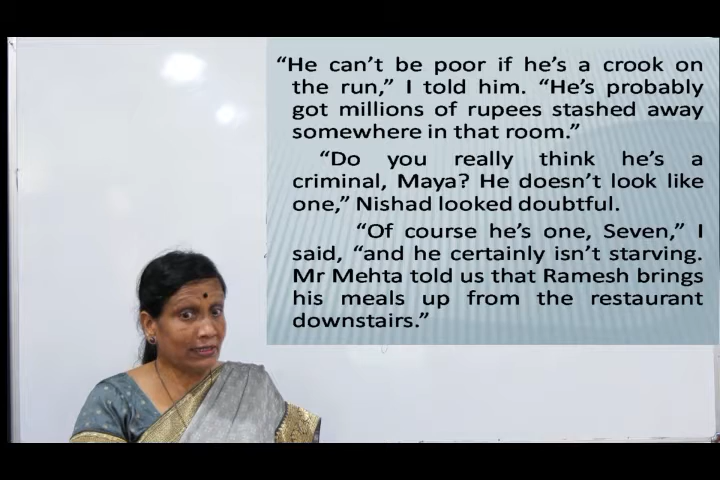 “He can’t be poor if he’s a crook on
the run,” I told him. “He’s probably
got millions of rupees stashed away
somewhere in that room.”
“Do you really think he’s a
criminal, Maya? He doesn’t look like
one,” Nishad looked doubtful.
“Of course he’s one, Seven,” I
said, “and he certainly isn’t starving.
Mr Mehta told us that Ramesh brings
his meals up from the restaurant
downstairs.”